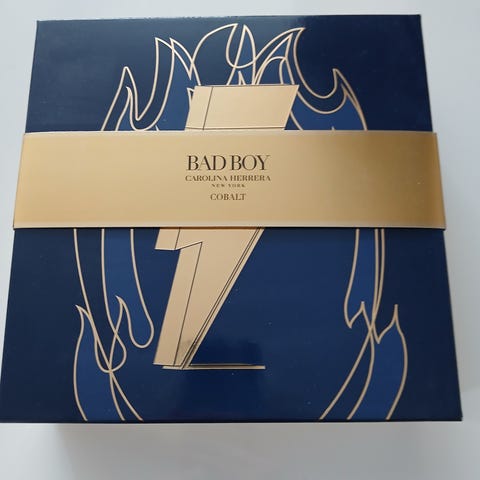 BAD BOY
CAROLINA HERRERA
NEW YORK
COBALT